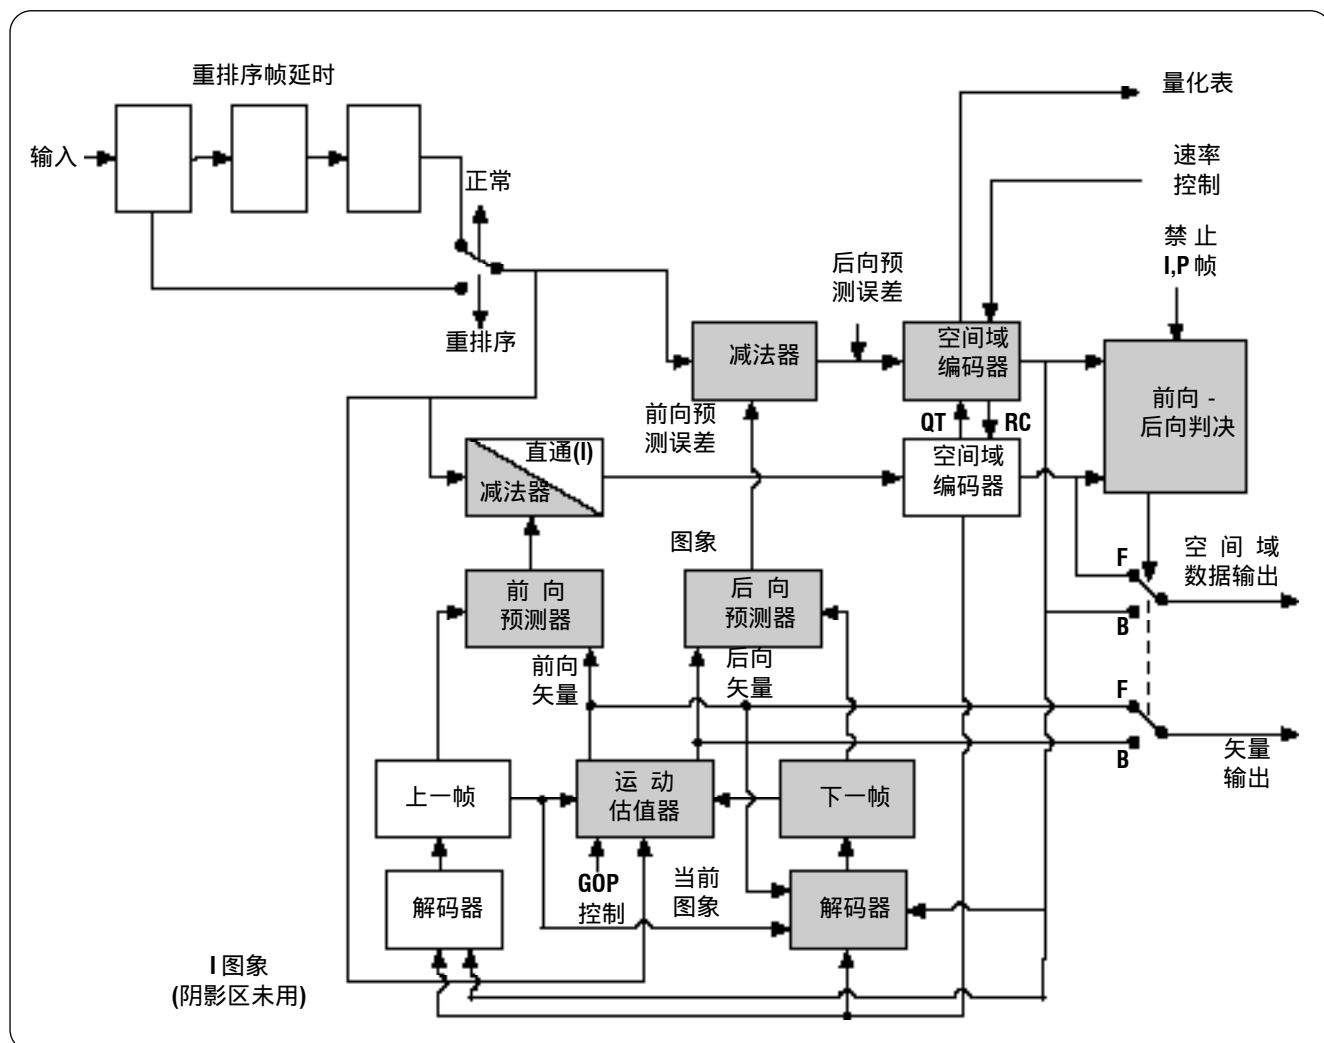 重排序帧延时
量化表
输入
速率
控制
正常
禁 止
I,P 帧
后向预
测误差
重排序
减法器
空间域
编码器
前向 -
后向判决
前向预
测误差
QT
RC
直通(I)
减法器
空间域
编码器
图象
空 间 域
数据输出
F
B
前 向
预测器
后 向
预测器
前向
矢量
后向
矢量
F
B
矢量
输出
上一帧
运 动
估值器
下一帧
GOP
控制
当前
图象
解码器
解码器
I 图象
(阴影区未用)